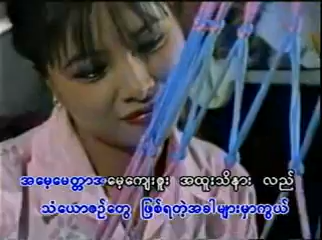 အမေ့မေတ္တာအမေ့ကျေးဇူး အထူးသိနား လည်
သံယောဇဉ်တွေ ဖြစ်ရတဲ့အခါများမှာကွယ်